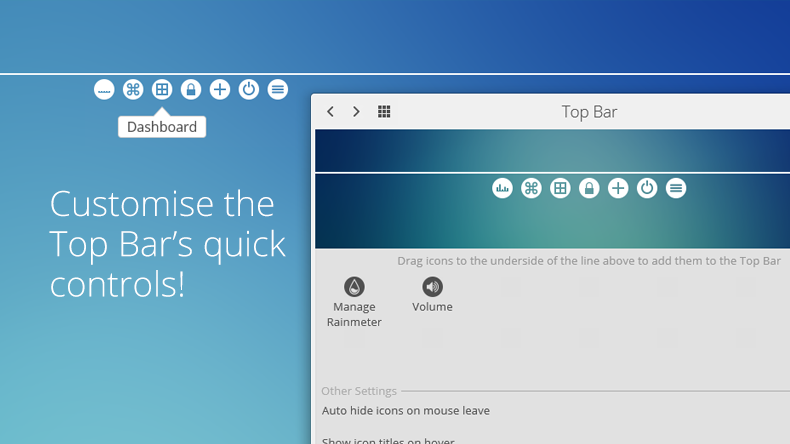 Dashboard
Customise the
Top Bar’s quick
controls!
Top Bar
Drag icons to the underside of the line above to add them to the Top Bar
Manage
Rainmeter
Volume
Other Settings
Auto hide icons on mouse leave
Show icon titles on hover